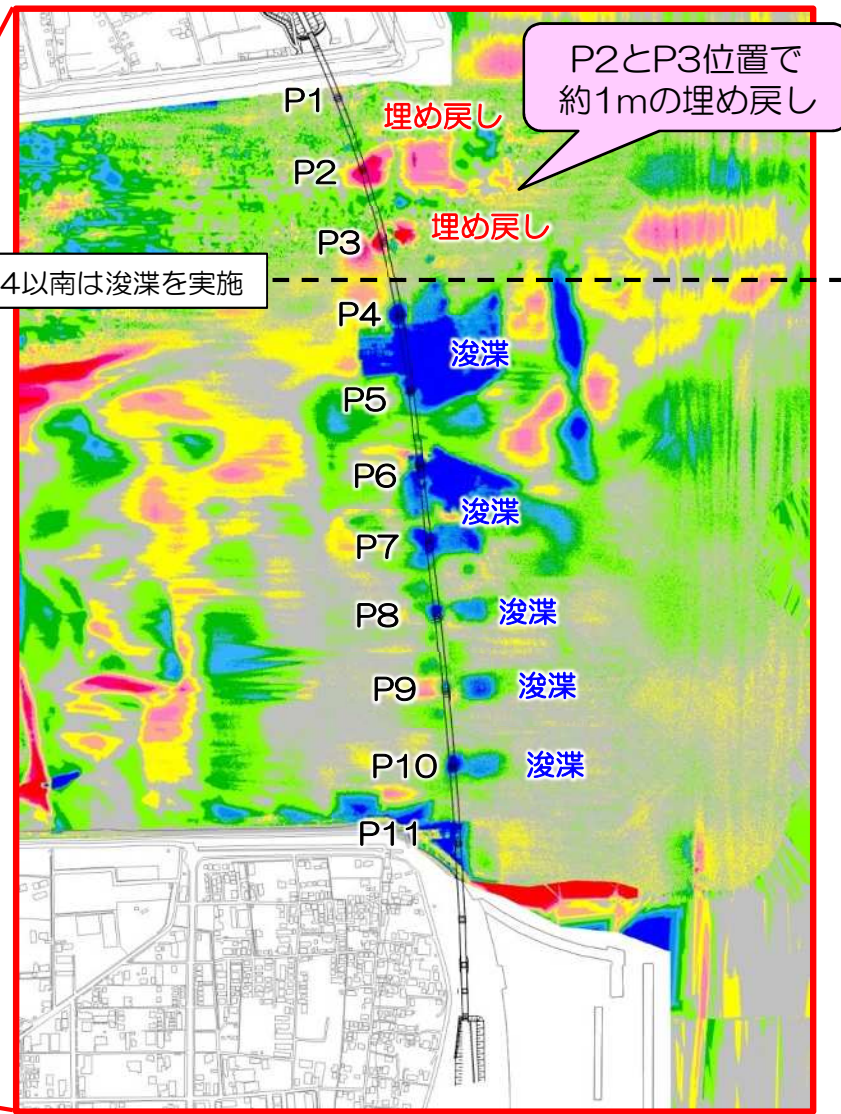 P2とP3位置で
約1mの埋め戻し
P1
埋め戻し
P2
P3
埋め戻し
4以南は浚渫を実施
P4
浚渫
P5
P6
浚渫
P7
P8
浚渫
P9
浚渫
P10
浚渫
P11